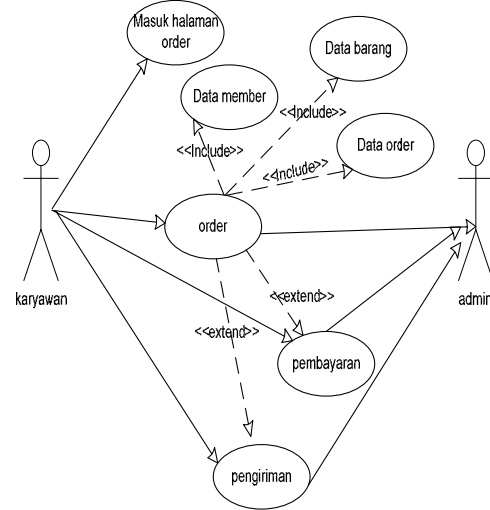 Masuk halaman
order
Data barang
Data member
<<Include>>
<<Include>>
Data order
<<Include>>
order
karyawan
admin
<<extend>>
<<extend>>
pembayaran
pengiriman